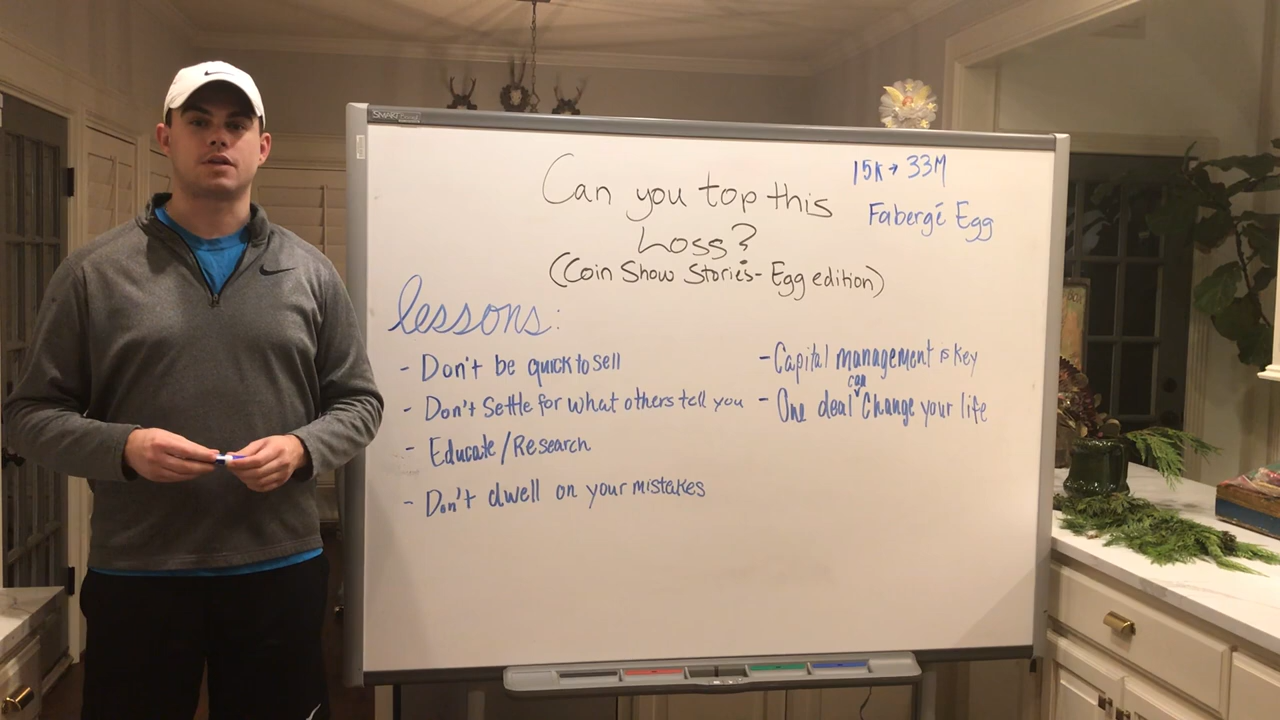 SMART Board
Can you top this
Loss?
(Coin Show Stories - Egg edition)
15K → 33M
Fabergé Egg
lessons:
- Don't be quick to sell
- Don't Settle for what others tell you
- Educate/Research
- Don't dwell on your mistakes
- Capital management is key
- One deal can Change your life